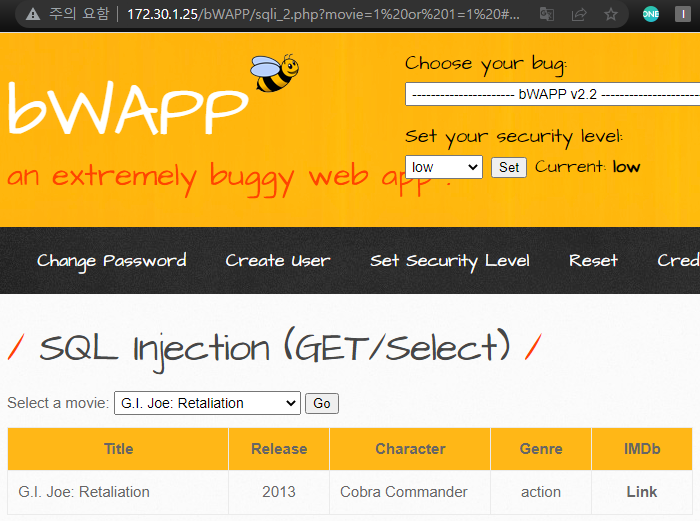 주의 요함 | 172.30.1.25/bWAPP/sqli_2.php?movie=1%20or%201=1%20#...
ONE
I
bWAPP
an extremely buggy web app !
Choose your bug:
---------------------- bWAPP v2.2 ----------------------
Set your security level:
low Set Current: low
Change Password Create User Set Security Level Reset Cred
/ SQL Injection (GET/Select) /
Select a movie: G.I. Joe: Retaliation Go
Title Release Character Genre IMDb
G.I. Joe: Retaliation 2013 Cobra Commander action Link